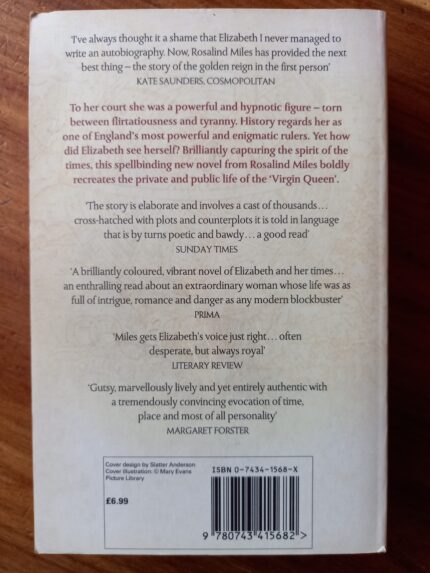 'I've always thought it a shame that Elizabeth I never managed to
write an autobiography. Now, Rosalind Miles has provided the next
best thing – the story of the golden reign in the first person'
KATE SAUNDERS, COSMOPOLITAN
To her court she was a powerful and hypnotic figure – torn
between flirtatiousness and tyranny. History regards her as
one of England's most powerful and enigmatic rulers. Yet how
did Elizabeth see herself? Brilliantly capturing the spirit of the
times, this spellbinding new novel from Rosalind Miles boldly
recreates the private and public life of the 'Virgin Queen'.
'The story is elaborate and involves a cast of thousands...
cross-hatched with plots and counterplots it is told in language
that is by turns poetic and bawdy... a good read'
SUNDAY TIMES
'A brilliantly coloured, vibrant novel of Elizabeth and her times...
an enthralling read about an extraordinary woman whose life was as
full of intrigue, romance and danger as any modern blockbuster'
PRIMA
'Miles gets Elizabeth's voice just right... often
desperate, but always royal'
LITERARY REVIEW
'Gutsy, marvellously lively and yet entirely authentic with
a tremendously convincing evocation of time,
place and most of all personality'
MARGARET FORSTER
Cover design by Slatter Anderson
Cover Illustration: © Mary Evans
Picture Library
£6.99
ISBN 0-7434-1568-X
9 780743 415682 >